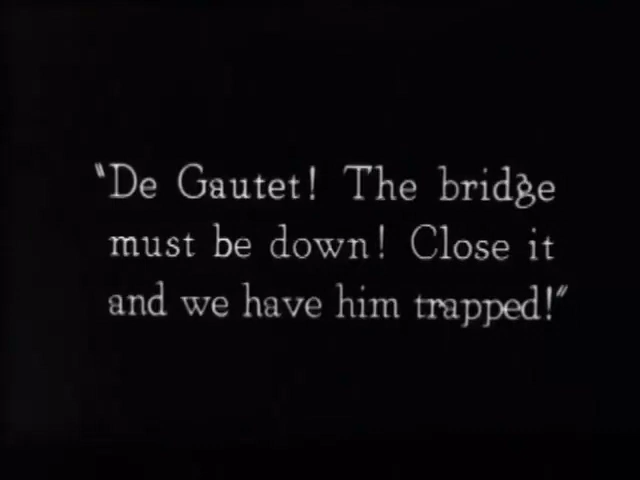 "De Gautet! The bridge
must be down! Close it
and we have him trapped!"